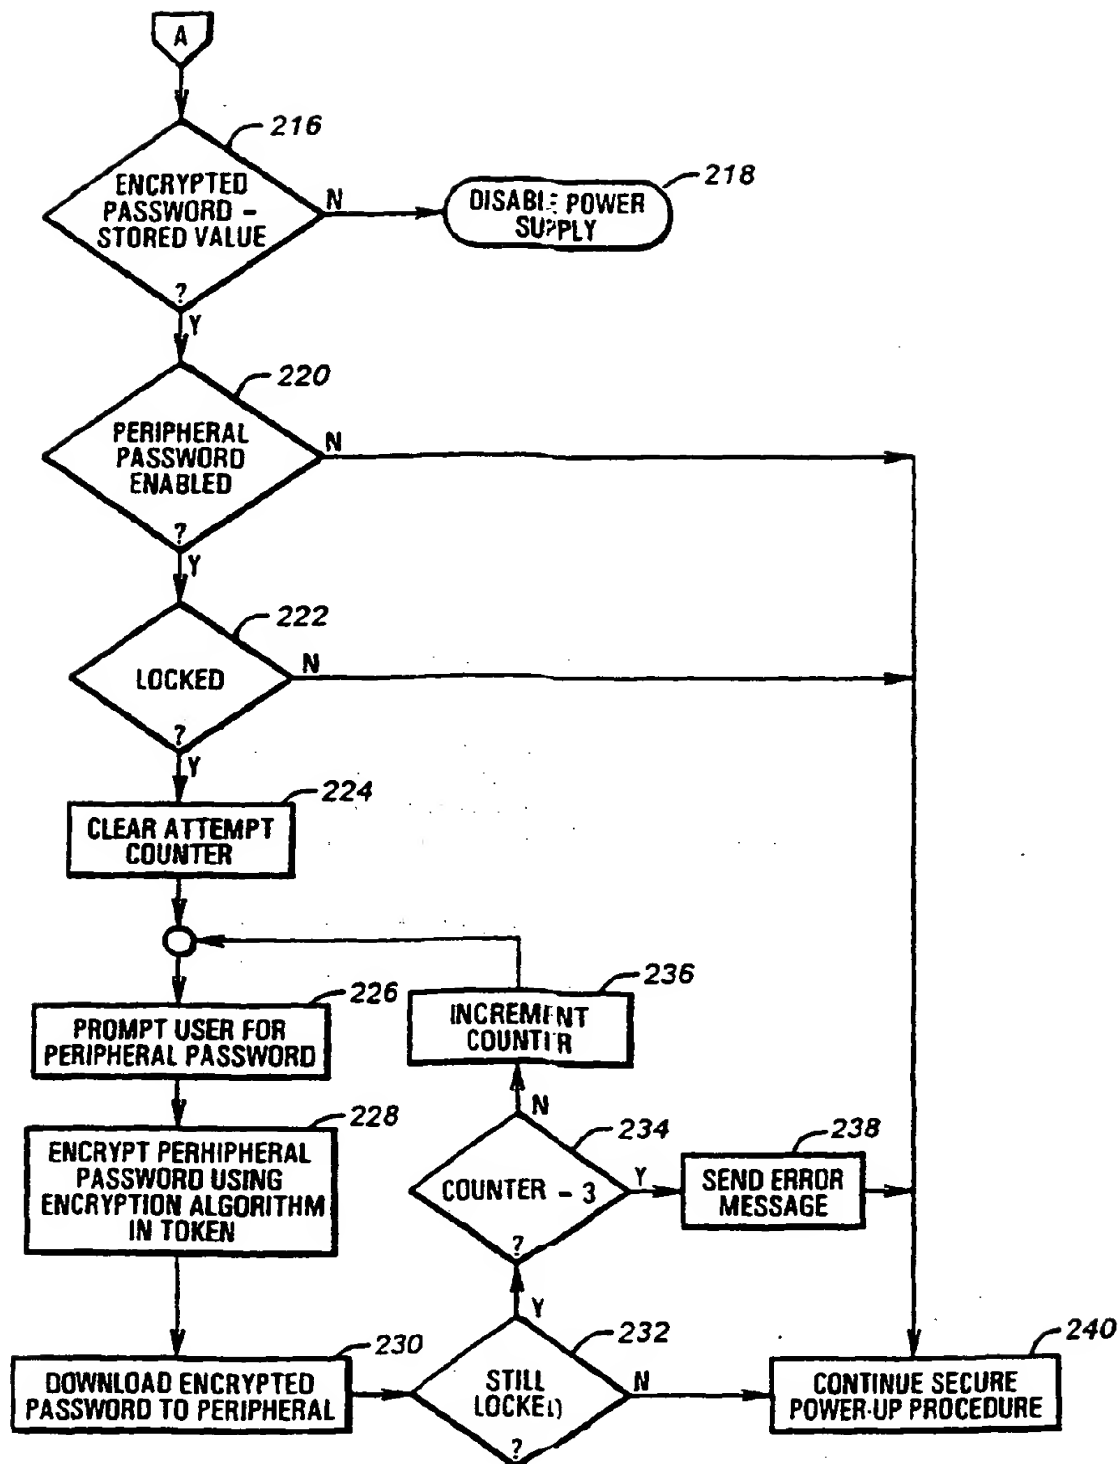 A
216
ENCRYPTED
PASSWORD -
STORED VALUE
?
N
218
DISABLE POWER
SUPPLY
Y
220
PERIPHERAL
PASSWORD
ENABLED
?
N
Y
222
LOCKED
?
N
Y
224
CLEAR ATTEMPT
COUNTER
226
PROMPT USER FOR
PERIPHERAL PASSWORD
236
INCREMENT
COUNTER
228
ENCRYPT PERHIPHERAL
PASSWORD USING
ENCRYPTION ALGORITHM
IN TOKEN
N
234
COUNTER - 3
?
Y
238
SEND ERROR
MESSAGE
Y
230
DOWNLOAD ENCRYPTED
PASSWORD TO PERIPHERAL
232
STILL
LOCKED
?
N
240
CONTINUE SECURE
POWER-UP PROCEDURE